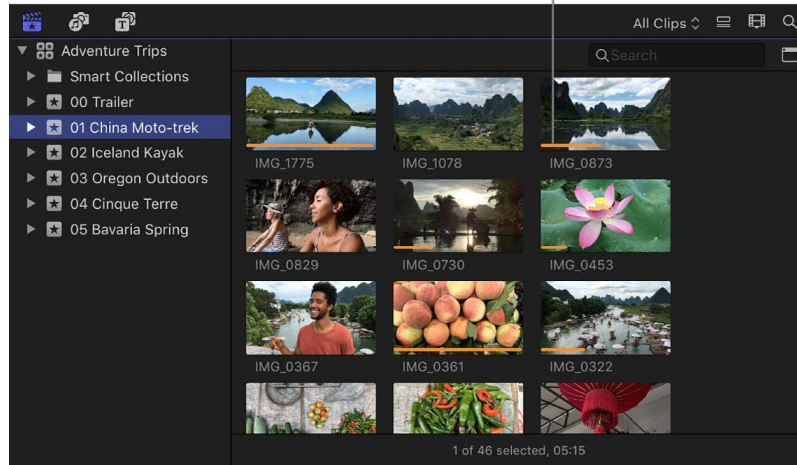 All Clips
Adventure Trips
Search
Smart Collections
00 Trailer
01 China Moto-trek
02 Iceland Kayak
03 Oregon Outdoors
04 Cinque Terre
05 Bavaria Spring
IMG_1775
IMG_1078
IMG_0873
IMG_0829
IMG_0730
IMG_0453
IMG_0367
IMG_0361
IMG_0322
1 of 46 selected, 05:15